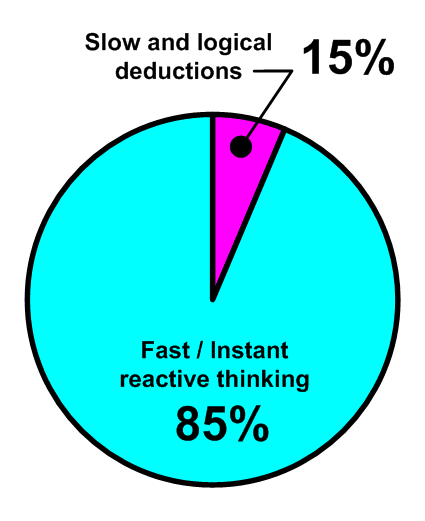 Slow and logical
deductions
15%
Fast / Instant
reactive thinking
85%